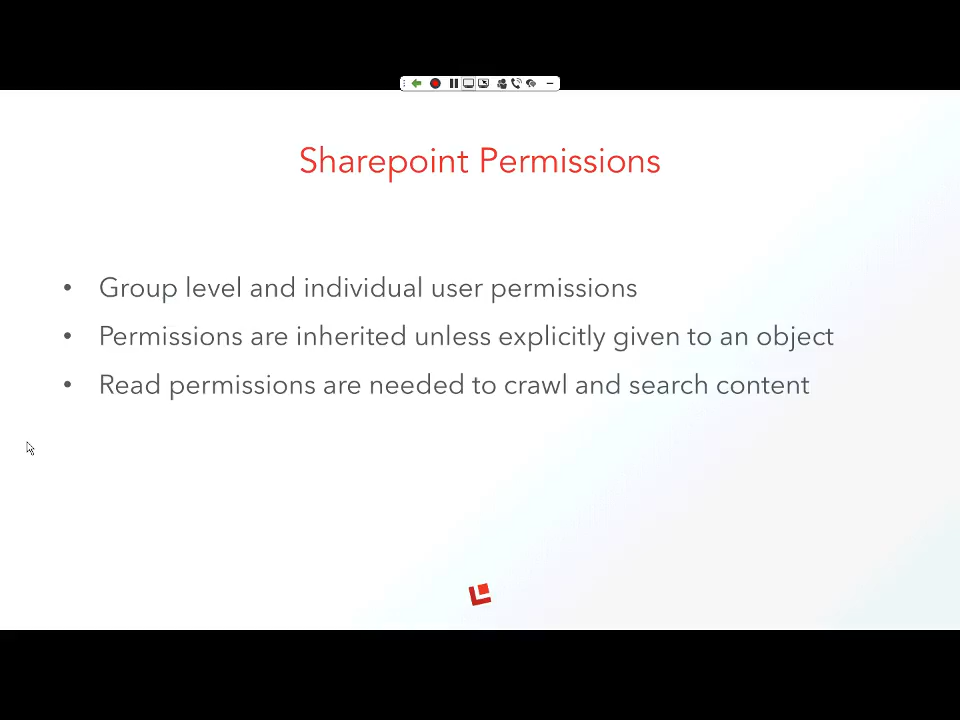 Sharepoint Permissions
• Group level and individual user permissions
• Permissions are inherited unless explicitly given to an object
• Read permissions are needed to crawl and search content